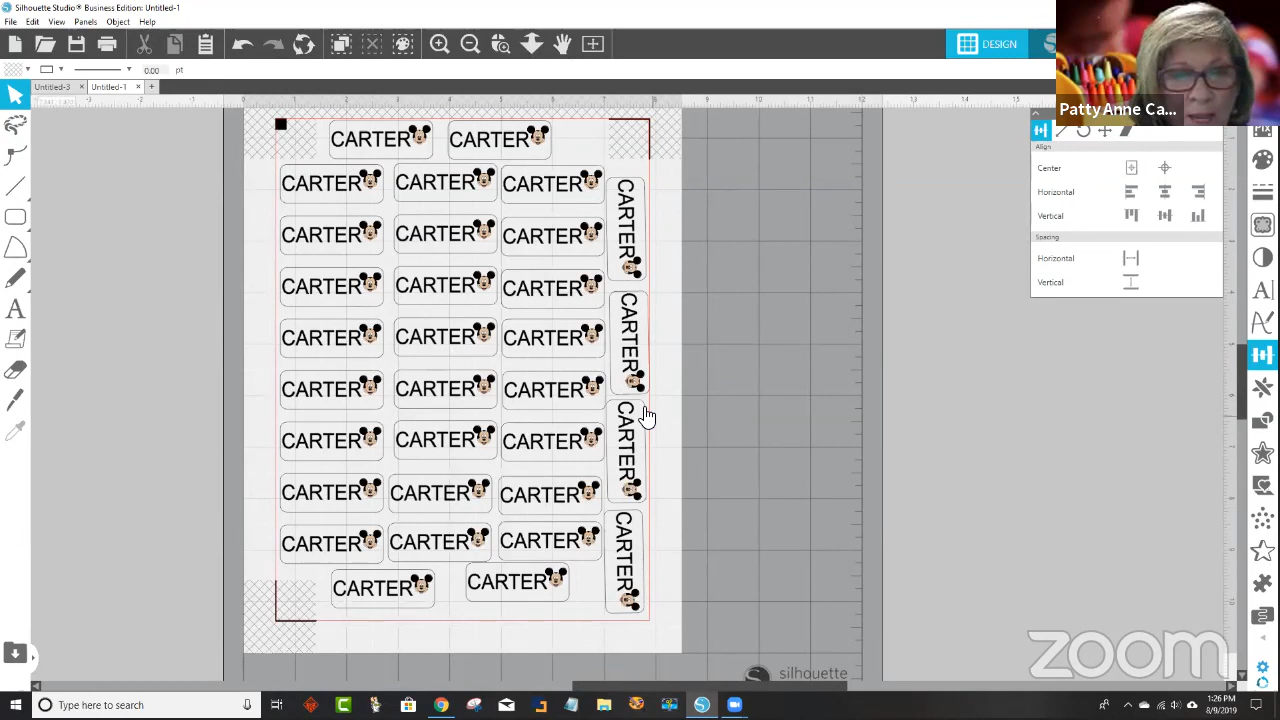 Silhouette Studio® Business Edition: Untitled-1
File Edit View Panels Object Help
DESIGN
0.00 pt
Untitled-3 Untitled-1
Patty Anne Ca...
Align
Center
Horizontal
Vertical
Spacing
Horizontal
Vertical
CARTER CARTER
CARTER CARTER CARTER
CARTER CARTER CARTER
CARTER CARTER CARTER
CARTER CARTER CARTER
CARTER CARTER CARTER
CARTER CARTER CARTER
CARTER CARTER CARTER
CARTER CARTER CARTER
CARTER CARTER
CARTER
CARTER
CARTER
CARTER
silhouette
zoom
Type here to search
1:26 PM
8/9/2019